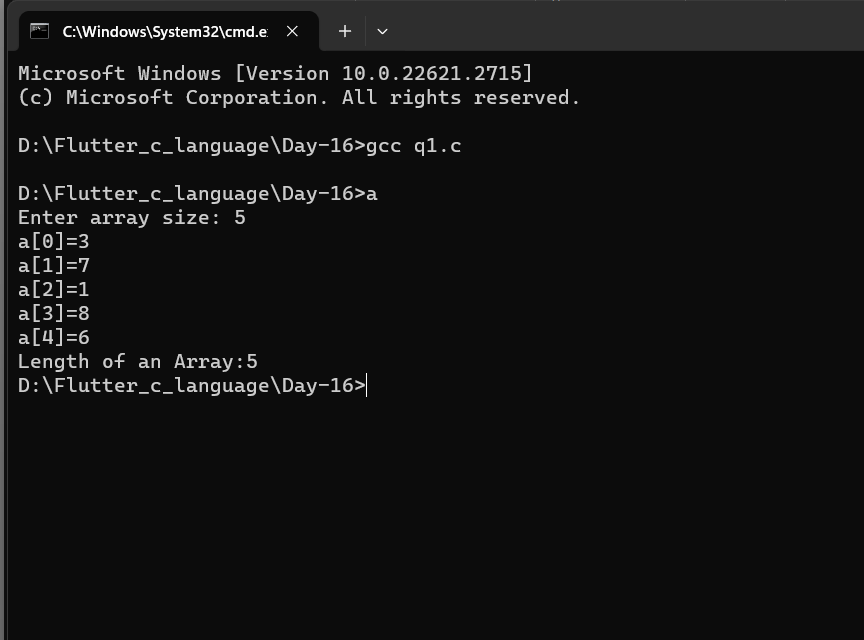 C:\Windows\System32\cmd.e
Microsoft Windows [Version 10.0.22621.2715]
(c) Microsoft Corporation. All rights reserved.
D:\Flutter_c_language\Day-16>gcc q1.c
D:\Flutter_c_language\Day-16>a
Enter array size: 5
a[0]=3
a[1]=7
a[2]=1
a[3]=8
a[4]=6
Length of an Array:5
D:\Flutter_c_language\Day-16>